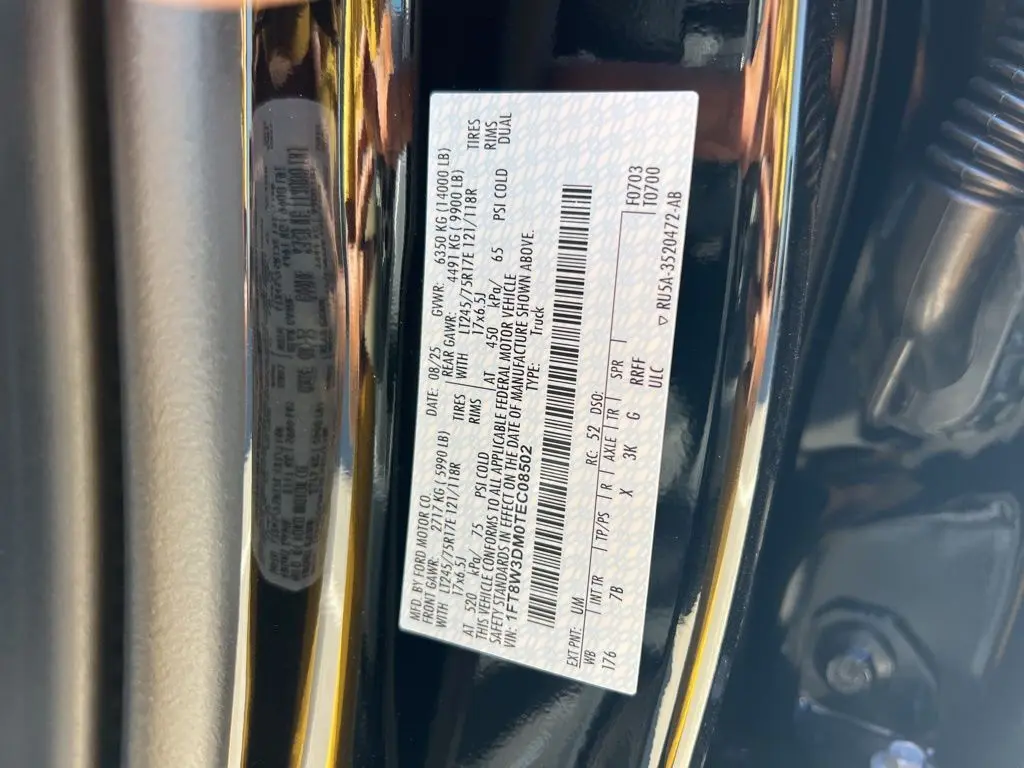 MFD BY FORD MOTOR CO.
DATE: 08/25 GVWR: 6350 KG (14000 LB)
FRONT GAWR: 2717 KG ( 5990 LB)
REAR GAWR: 4491 KG ( 9900 LB)
WITH LT245/75R17E 121/118R TIRES
WITH LT245/75R17E 121/118R TIRES
17x6.5J RIMS
17x6.5J RIMS
AT 520 kPa/ 75 PSI COLD
AT 450 kPa/ 65 PSI COLD DUAL
THIS VEHICLE CONFORMS TO ALL APPLICABLE FEDERAL MOTOR VEHICLE
SAFETY STANDARDS IN EFFECT ON THE DATE OF MANUFACTURE SHOWN ABOVE.
VIN: 1FT8W3DM0TEC08502 TYPE: Truck
EXT PNT: UM RC: 52 DSO: F0703
WB INTR TP/PS R AXLE TR SPR T0700
176 7B X 3K G RRFF
ULC
▽ RU5A-3520472-AB